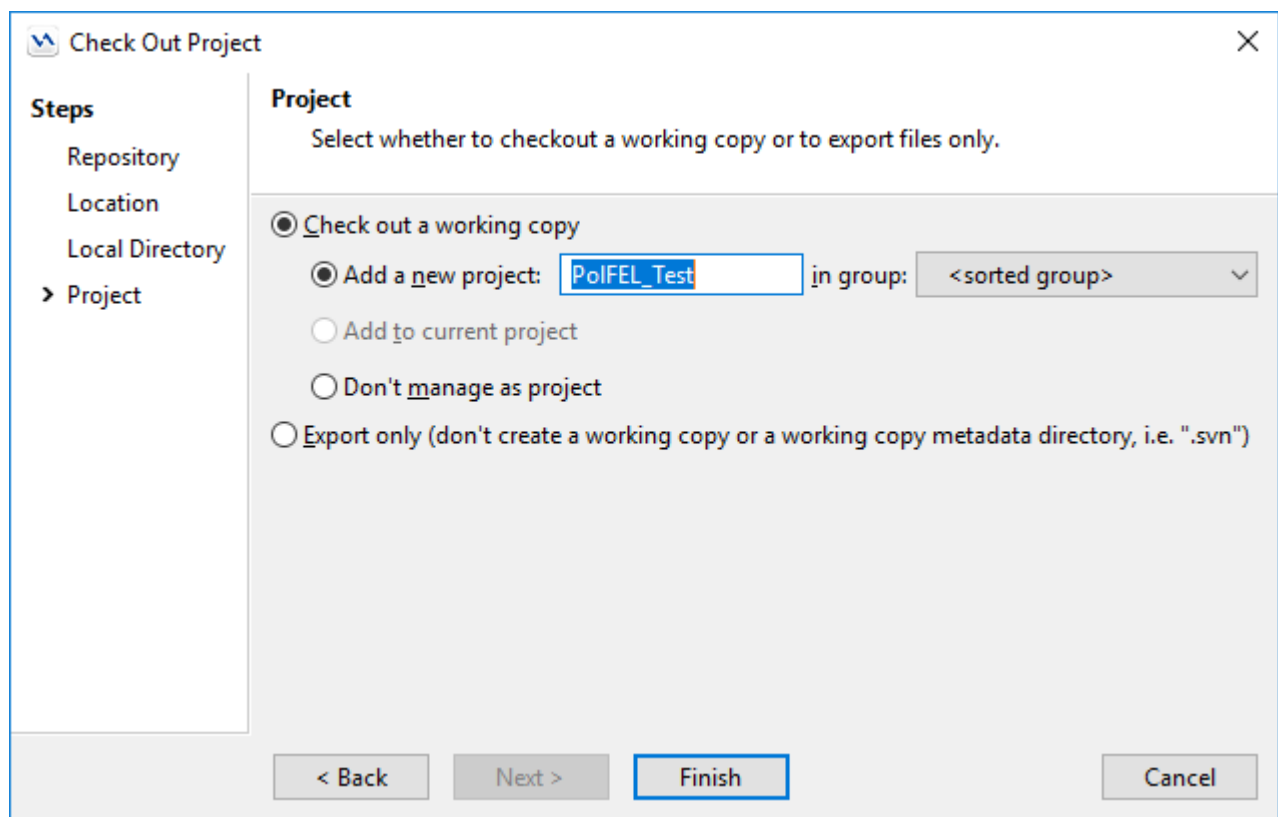 Check Out Project
Steps
Repository
Location
Local Directory
Project
Project
Select whether to checkout a working copy or to export files only.
Check out a working copy
Add a new project: PolFEL_Test in group: <sorted group>
Add to current project
Don't manage as project
Export only (don't create a working copy or a working copy metadata directory, i.e. ".svn")
< Back Next > Finish Cancel